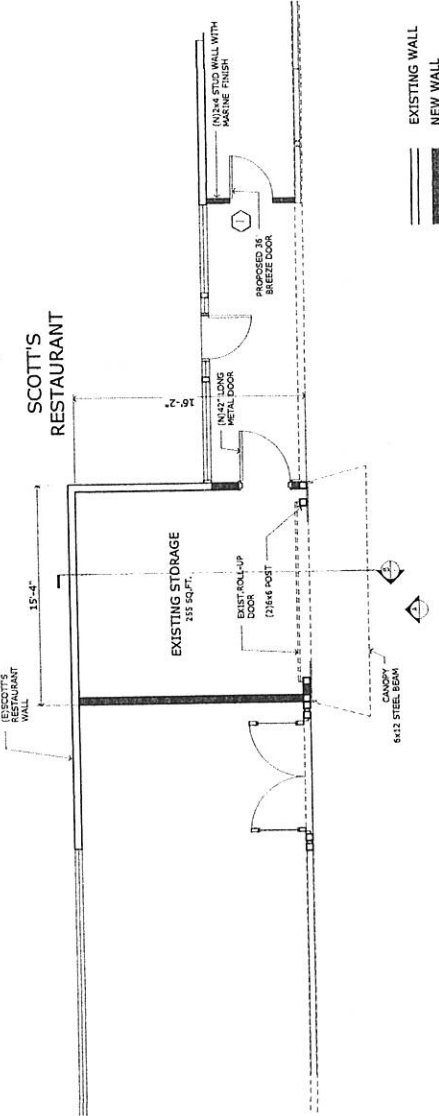 (E)SCOTT'S
RESTAURANT
WALL
15'-4"
SCOTT'S
RESTAURANT
16'-2"
EXISTING STORAGE
255 SQ.FT.
EXIST.ROLL-UP
DOOR
(2)6x6 POST
(N)42" LONG
METAL DOOR
PROPOSED 36'
BREEZE DOOR
1
(N)2x4 STUD WALL WITH
MARINE FINISH
CANOPY
6x12 STEEL BEAM
EXISTING WALL
NEW WALL